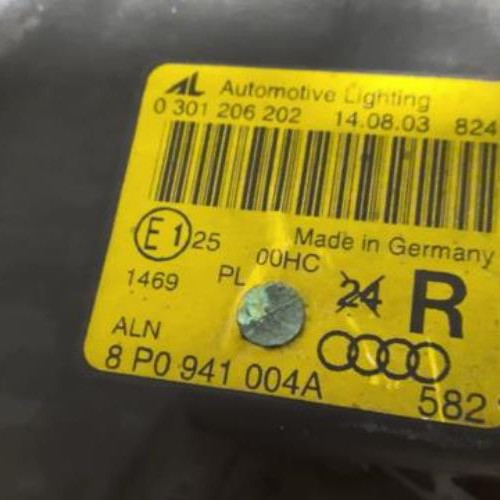 AL Automotive Lighting
0 301 206 202 14.08.03 824
E1 25 Made in Germany
1469 PL 00HC 24 R
ALN
8 P0 941 004A 582